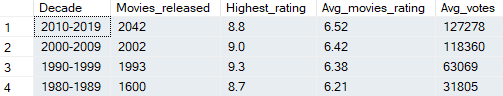 Decade Movies_released Highest_rating Avg_movies_rating Avg_votes
1 2010-2019 2042 8.8 6.52 127278
2 2000-2009 2002 9.0 6.42 118360
3 1990-1999 1993 9.3 6.38 63069
4 1980-1989 1600 8.7 6.21 31805